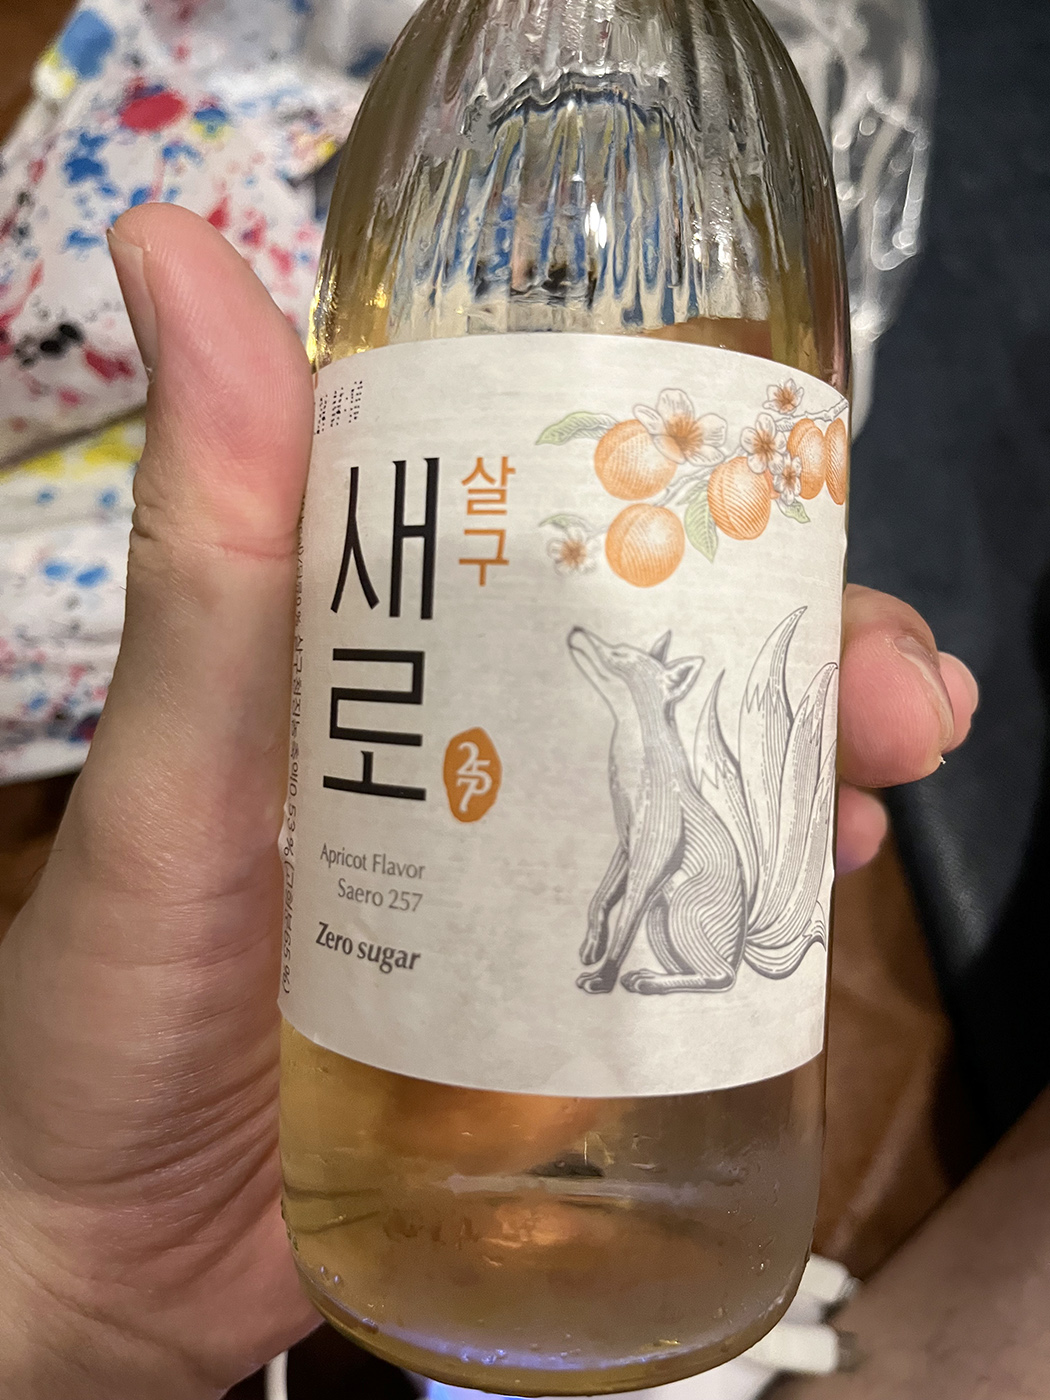 새로
살구
257
Apricot Flavor
Saero 257
Zero sugar